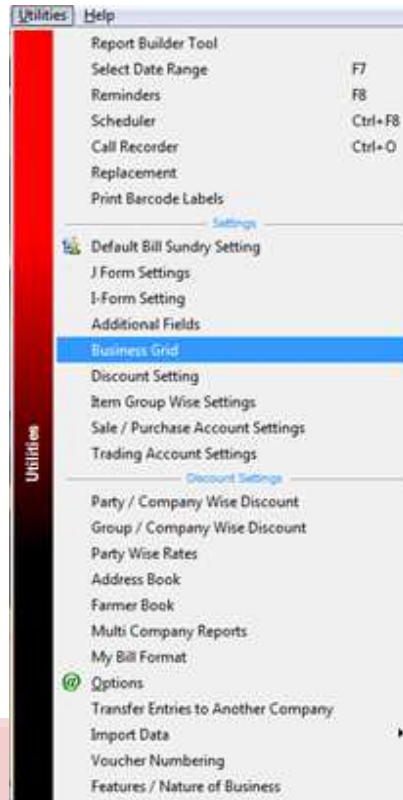 Utilities Help
Report Builder Tool
Select Date Range F7
Reminders F8
Scheduler Ctrl+F8
Call Recorder Ctrl+O
Replacement
Print Barcode Labels
Settings
Default Bill Sundry Setting
J Form Settings
I-Form Setting
Additional Fields
Business Grid
Discount Setting
Item Group Wise Settings
Sale / Purchase Account Settings
Trading Account Settings
Discount Settings
Party / Company Wise Discount
Group / Company Wise Discount
Party Wise Rates
Address Book
Farmer Book
Multi Company Reports
My Bill Format
Options
Transfer Entries to Another Company
Import Data
Voucher Numbering
Features / Nature of Business
Utilities